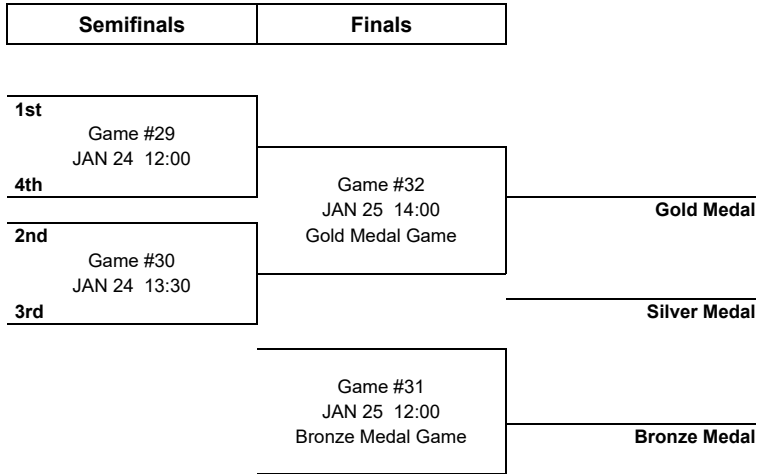 Semifinals Finals
1st
Game #29
JAN 24 12:00
4th
Game #32
JAN 25 14:00
Gold Medal Game
Gold Medal
2nd
Game #30
JAN 24 13:30
3rd
Silver Medal
Game #31
JAN 25 12:00
Bronze Medal Game
Bronze Medal